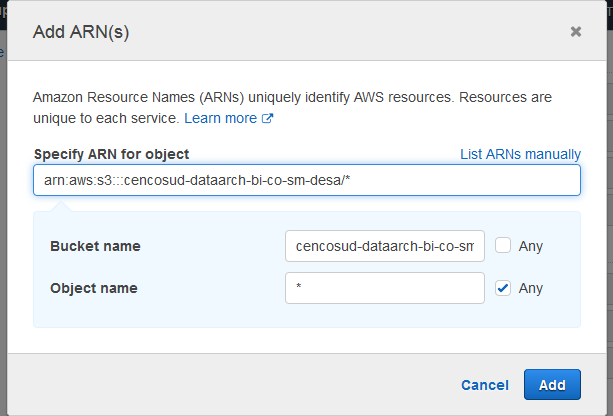 Add ARN(s)
Amazon Resource Names (ARNs) uniquely identify AWS resources. Resources are
unique to each service. Learn more
Specify ARN for object List ARNs manually
arn:aws:s3:::cencosud-dataarch-bi-co-sm-desa/*
Bucket name cencosud-dataarch-bi-co-sm Any
Object name * Any
Cancel Add